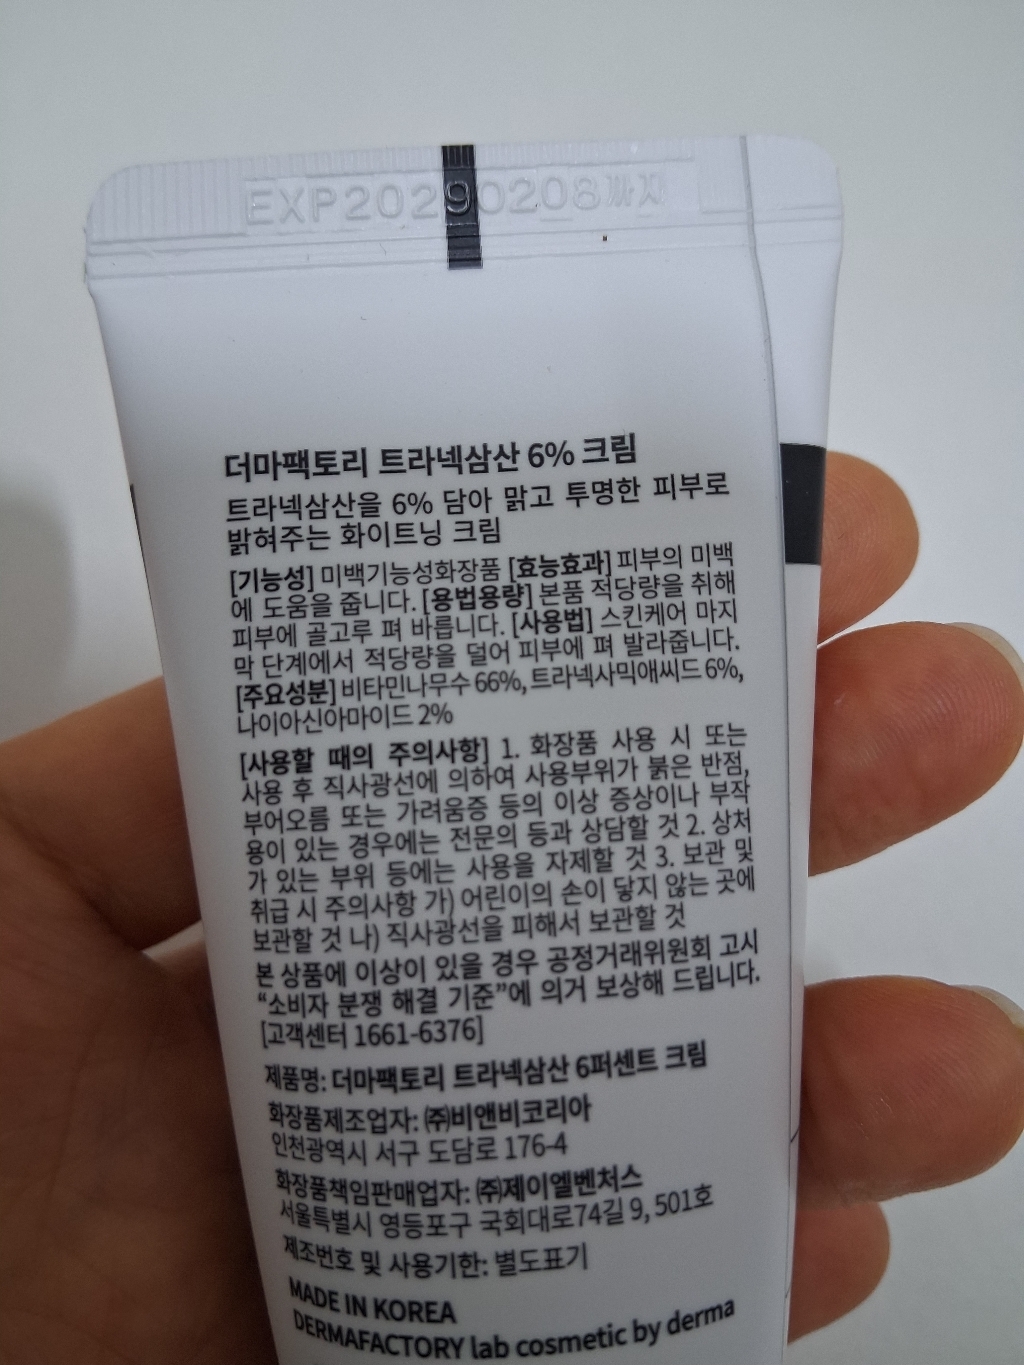 EXP20290208까지
더마팩토리 트라넥삼산 6% 크림
트라넥삼산을 6% 담아 맑고 투명한 피부로
밝혀주는 화이트닝 크림
[기능성] 미백기능성화장품 [효능효과] 피부의 미백
에 도움을 줍니다. [용법용량] 본품 적당량을 취해
피부에 골고루 펴 바릅니다. [사용법] 스킨케어 마지
막 단계에서 적당량을 덜어 피부에 펴 발라줍니다.
[주요성분] 비타민나무수 66%, 트라넥사믹애씨드 6%,
나이아신아마이드 2%
[사용할 때의 주의사항] 1. 화장품 사용 시 또는
사용 후 직사광선에 의하여 사용부위가 붉은 반점,
부어오름 또는 가려움증 등의 이상 증상이나 부작
용이 있는 경우에는 전문의 등과 상담할 것 2. 상처
가 있는 부위 등에는 사용을 자제할 것 3. 보관 및
취급 시 주의사항 가) 어린이의 손이 닿지 않는 곳에
보관할 것 나) 직사광선을 피해서 보관할 것
본 상품에 이상이 있을 경우 공정거래위원회 고시
“소비자 분쟁 해결 기준”에 의거 보상해 드립니다.
[고객센터 1661-6376]
제품명: 더마팩토리 트라넥삼산 6퍼센트 크림
화장품제조업자: ㈜비앤비코리아
인천광역시 서구 도담로 176-4
화장품책임판매업자: ㈜제이엘벤처스
서울특별시 영등포구 국회대로74길 9, 501호
제조번호 및 사용기한: 별도표기
MADE IN KOREA
DERMAFACTORY lab cosmetic by derma